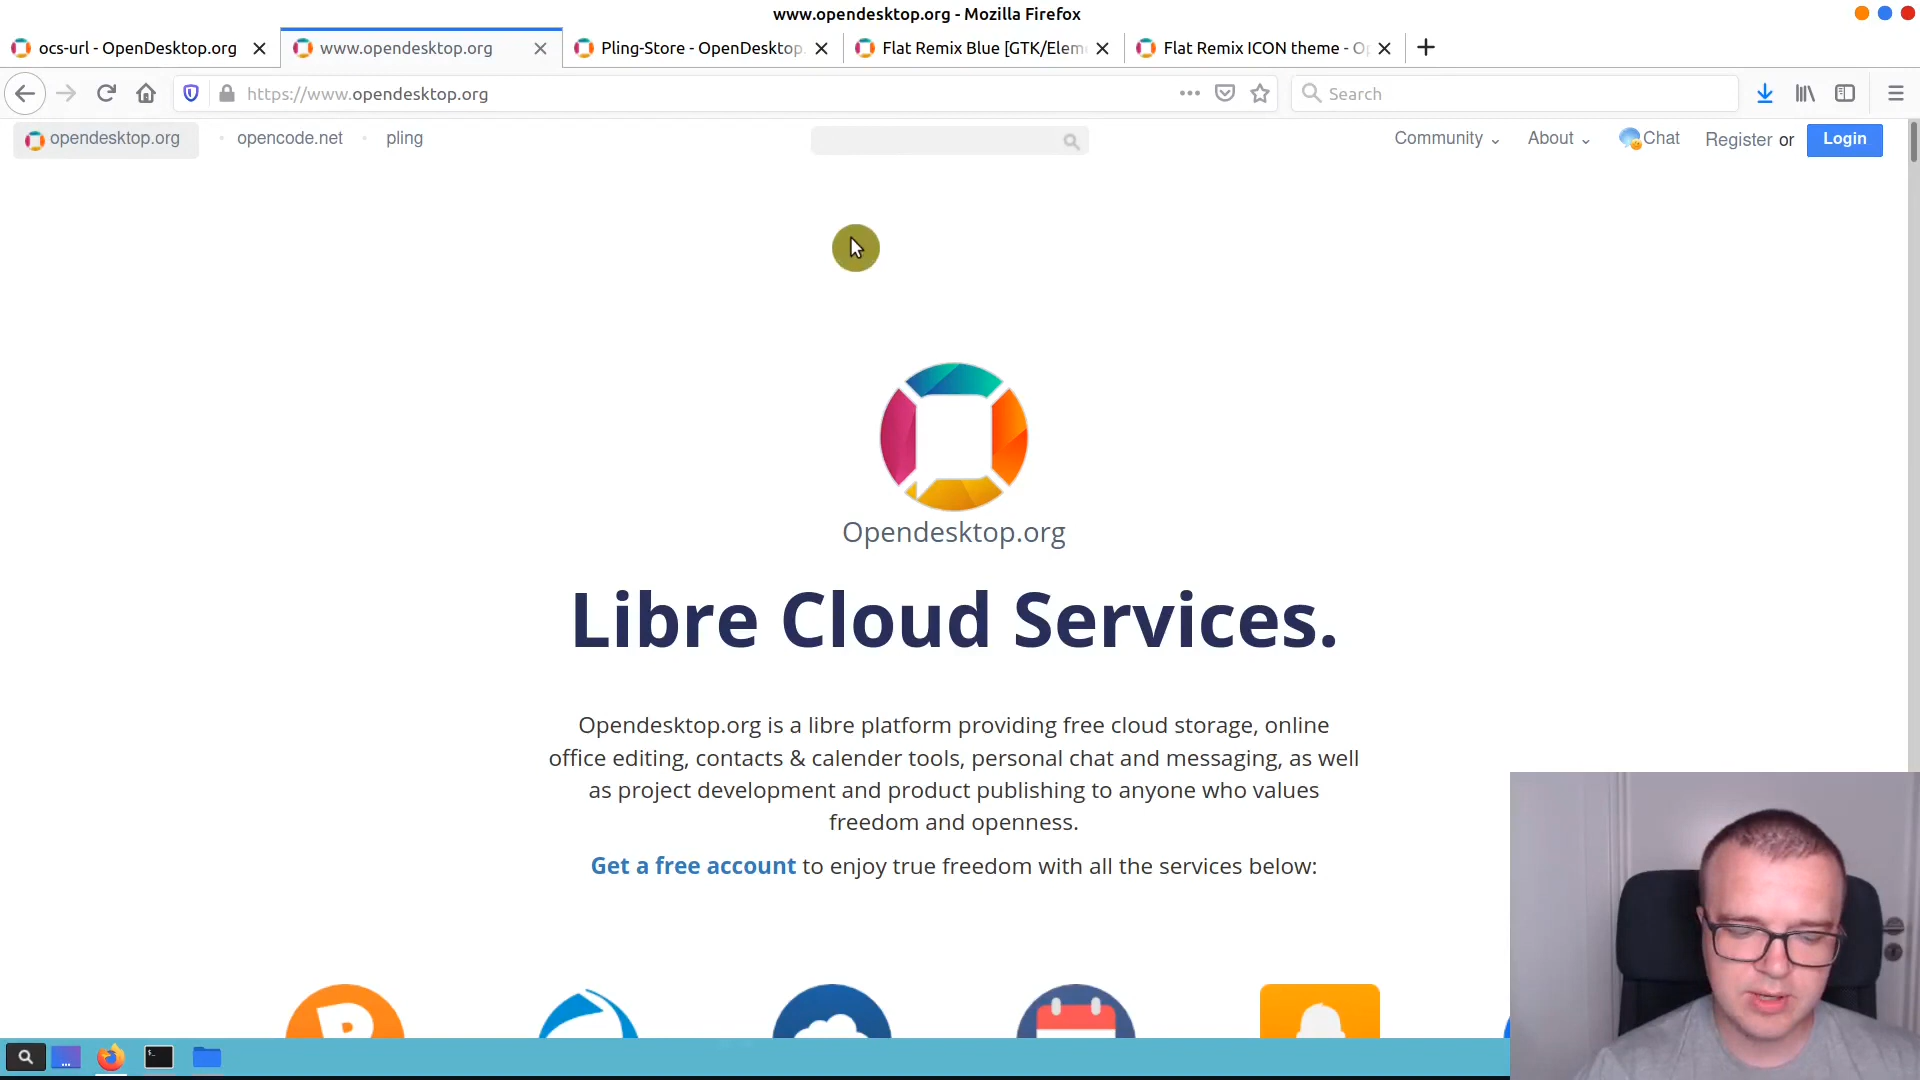 www.opendesktop.org - Mozilla Firefox
ocs-url - OpenDesktop.org
www.opendesktop.org
Pling-Store - OpenDesktop.
Flat Remix Blue [GTK/Elem
Flat Remix ICON theme - O
https://www.opendesktop.org
Search
opendesktop.org
opencode.net
pling
Community
About
Chat
Register or
Login
Opendesktop.org
Libre Cloud Services.
Opendesktop.org is a libre platform providing free cloud storage, online
office editing, contacts & calender tools, personal chat and messaging, as well
as project development and product publishing to anyone who values
freedom and openness.
Get a free account to enjoy true freedom with all the services below: